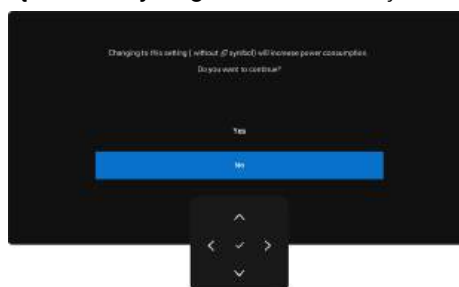 Changing to this setting ( without symbol) will increase power consumption.
Do you want to continue?
Yes
No